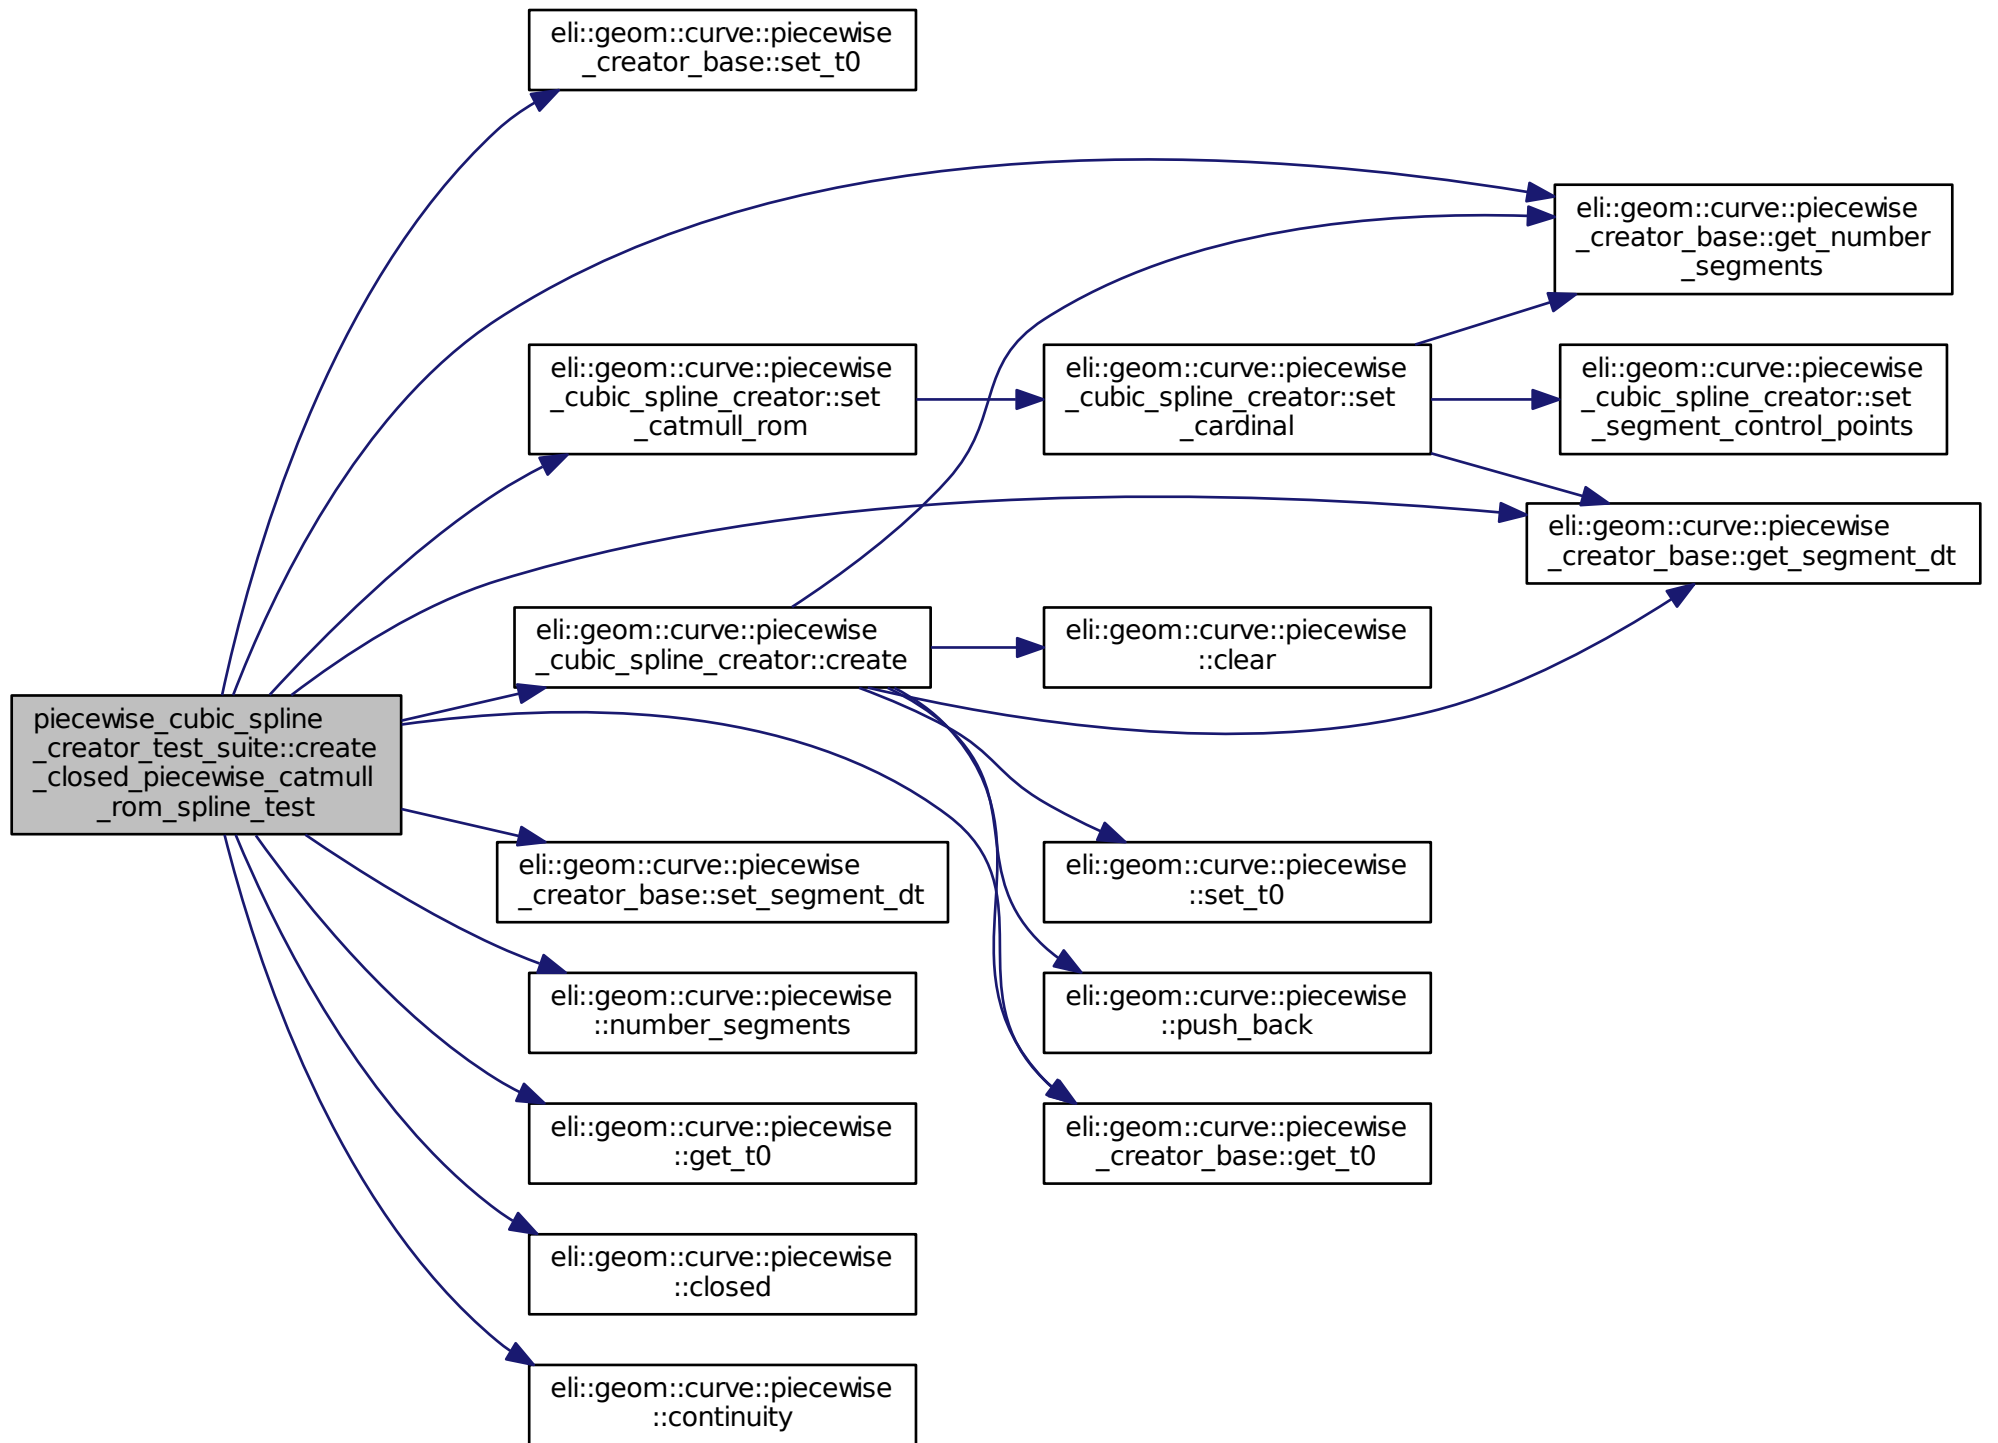 eli::geom::curve::piecewise
_creator_base::set_t0
eli::geom::curve::piecewise
_creator_base::get_number
_segments
eli::geom::curve::piecewise
_cubic_spline_creator::set
_catmull_rom
eli::geom::curve::piecewise
_cubic_spline_creator::set
_cardinal
eli::geom::curve::piecewise
_cubic_spline_creator::set
_segment_control_points
eli::geom::curve::piecewise
_creator_base::get_segment_dt
eli::geom::curve::piecewise
_cubic_spline_creator::create
eli::geom::curve::piecewise
::clear
piecewise_cubic_spline
_creator_test_suite::create
_closed_piecewise_catmull
_rom_spline_test
eli::geom::curve::piecewise
_creator_base::set_segment_dt
eli::geom::curve::piecewise
::set_t0
eli::geom::curve::piecewise
::number_segments
eli::geom::curve::piecewise
::push_back
eli::geom::curve::piecewise
::get_t0
eli::geom::curve::piecewise
_creator_base::get_t0
eli::geom::curve::piecewise
::closed
eli::geom::curve::piecewise
::continuity